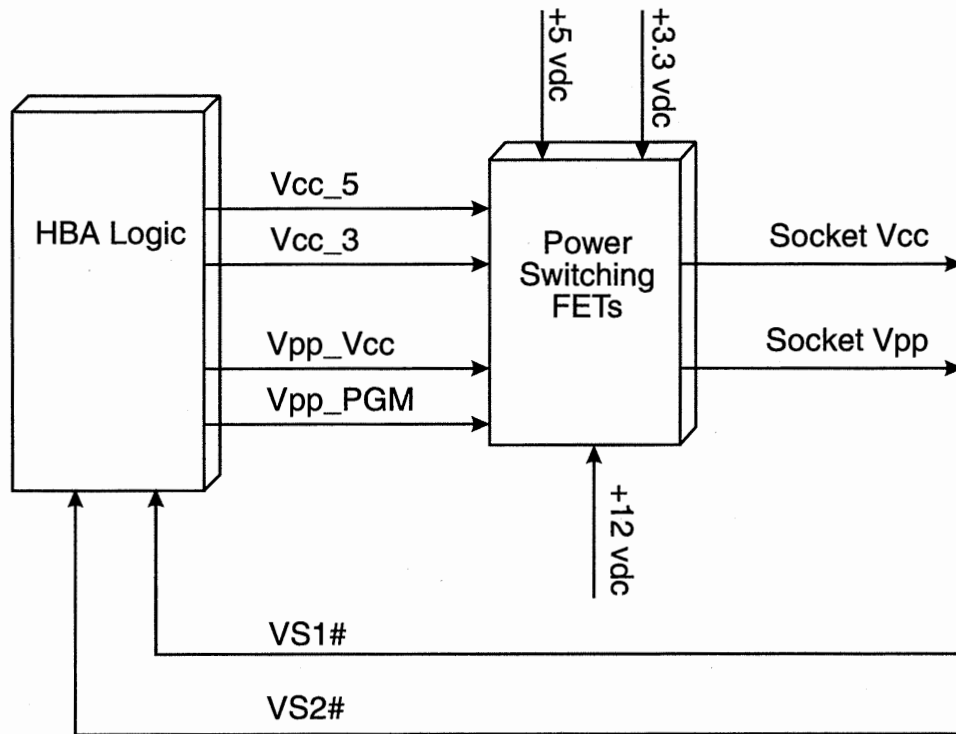 +5 vdc
+3.3 vdc
HBA Logic
Vcc_5
Vcc_3
Vpp_Vcc
Vpp_PGM
Power
Switching
FETs
Socket Vcc
Socket Vpp
+12 vdc
VS1#
VS2#